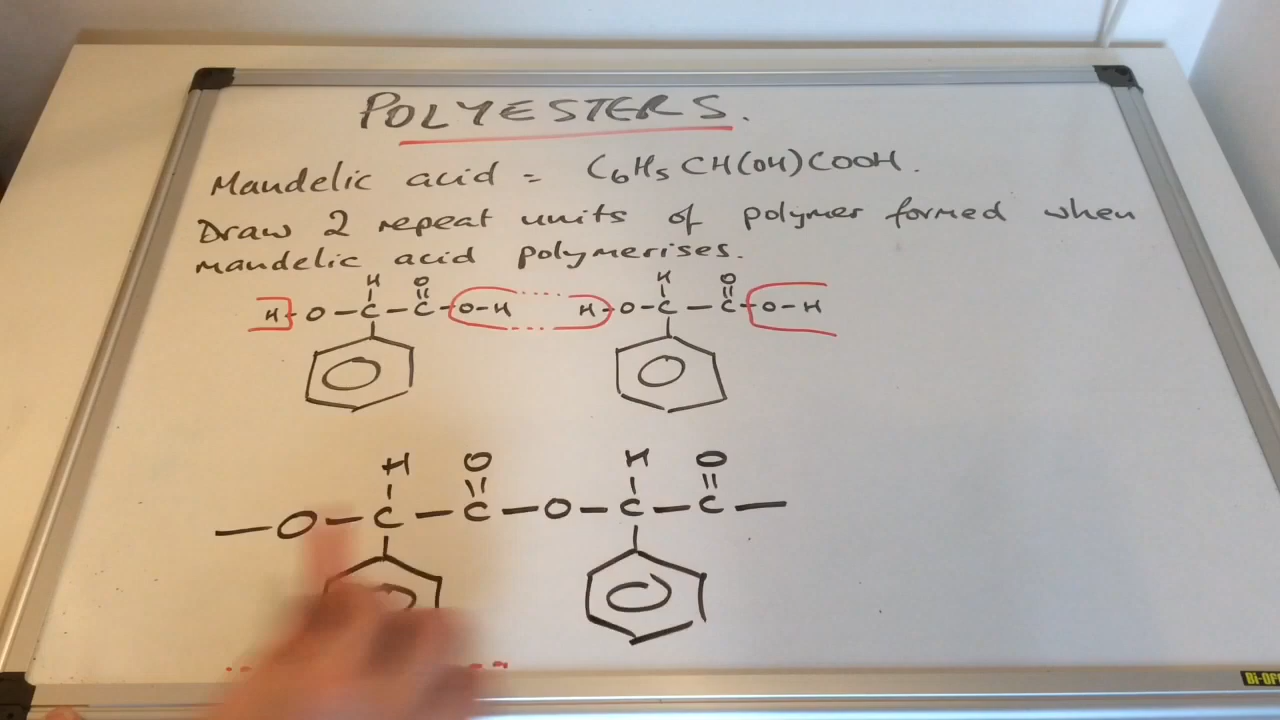 POLYESTERS.
Mandelic acid = C6H5CH(OH)COOH.
Draw 2 repeat units of polymer formed when
mandelic acid polymerises.
H O H O
H-O-C-C-O-H H-O-C-C-O-H
H O H O
-O-C-C-O-C-C-